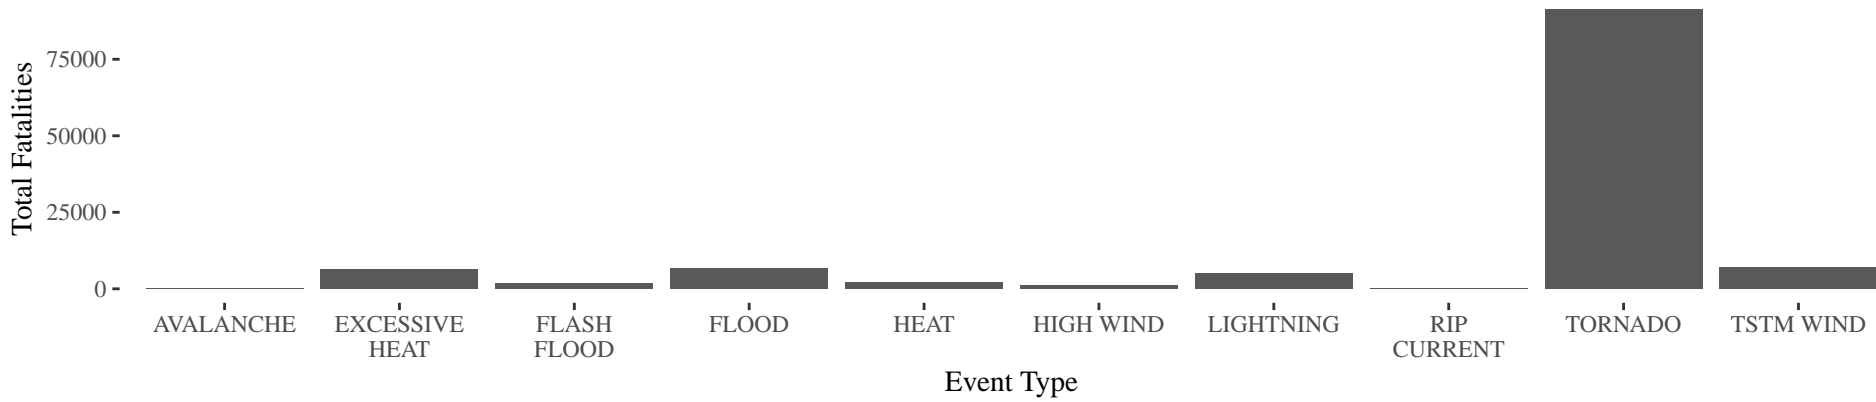 Total Fatalities
75000
50000
25000
0
AVALANCHE
EXCESSIVE
HEAT
FLASH
FLOOD
FLOOD
HEAT
HIGH WIND
LIGHTNING
RIP
CURRENT
TORNADO
TSTM WIND
Event Type